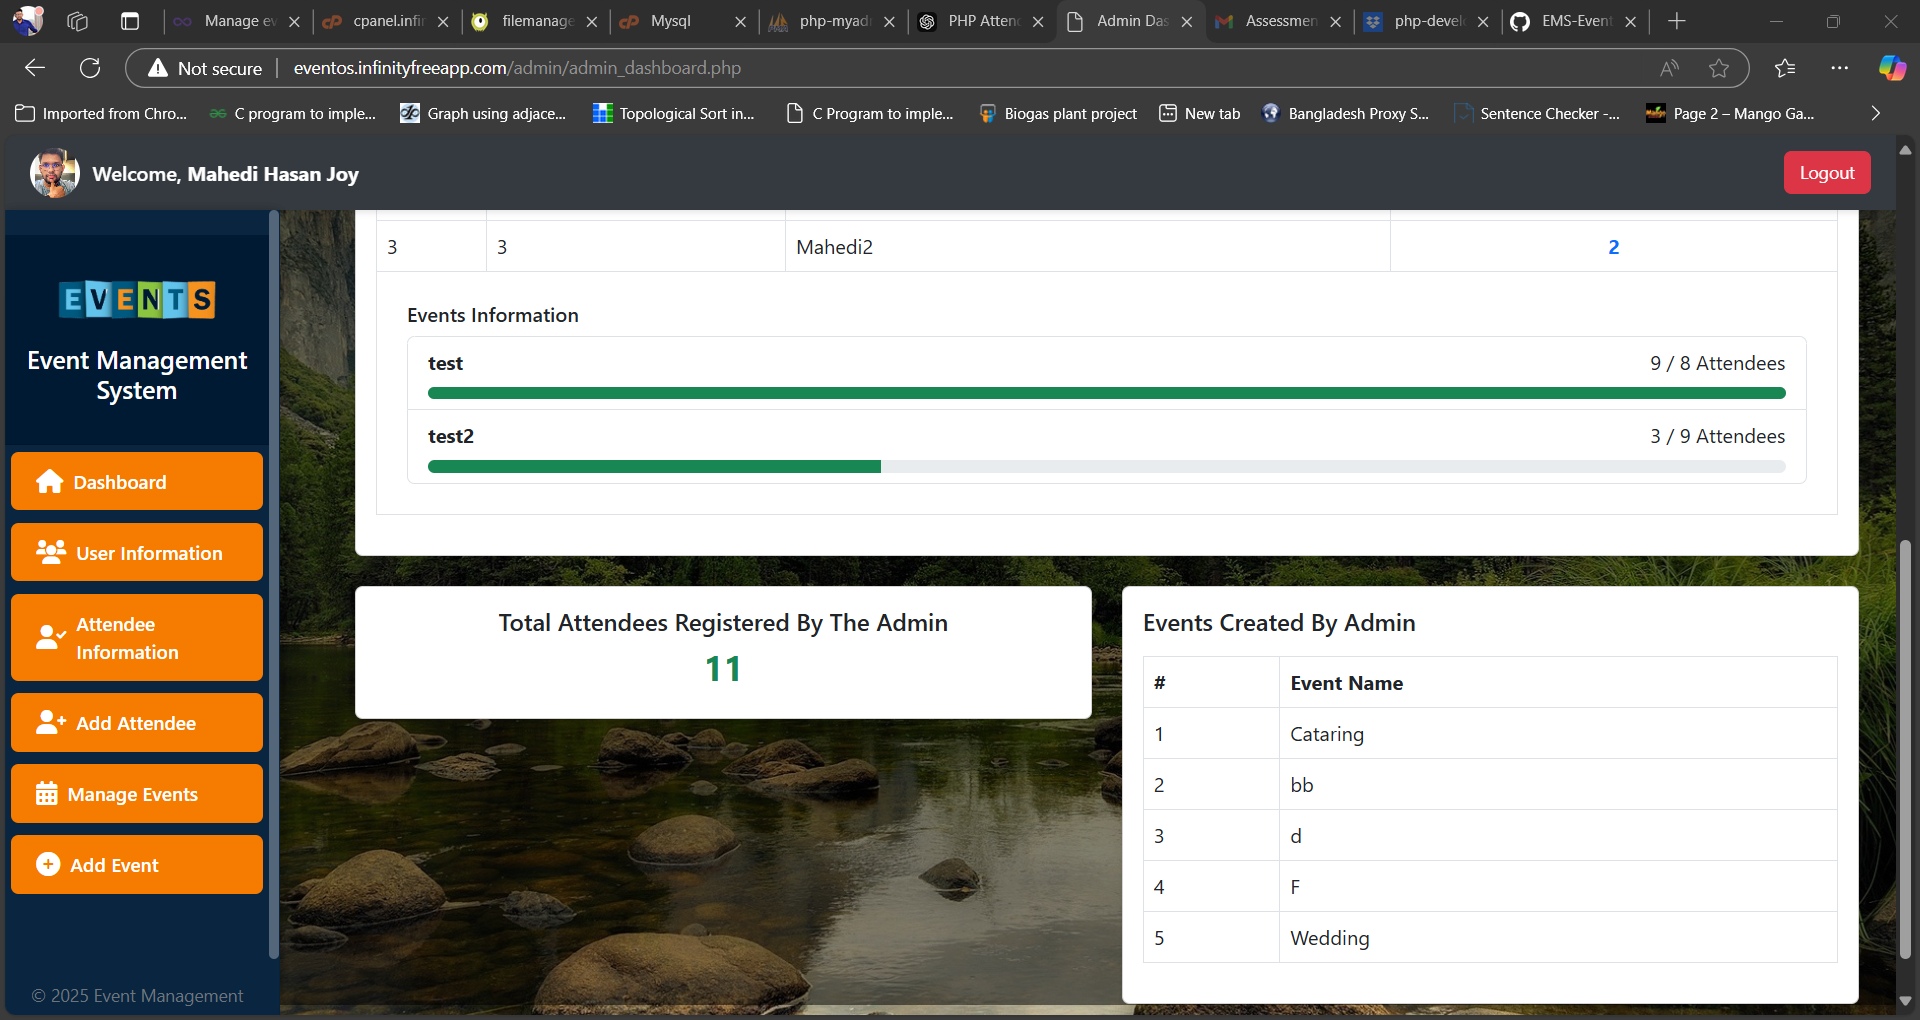 Manage ev
cpanel.infi
filemanage
Mysql
php-myad
PHP Atten
Admin Das
Assessmen
php-devel
EMS-Event
Not secure
eventos.infinityfreeapp.com/admin/admin_dashboard.php
Imported from Chro...
C program to imple...
Graph using adjace...
Topological Sort in...
C Program to imple...
Biogas plant project
New tab
Bangladesh Proxy S...
Sentence Checker -...
Page 2 – Mango Ga...
Welcome, Mahedi Hasan Joy
Logout
EVENTS
Event Management
System
Dashboard
User Information
Attendee
Information
Add Attendee
Manage Events
Add Event
© 2025 Event Management
3 3 Mahedi2 2
Events Information
test 9 / 8 Attendees
test2 3 / 9 Attendees
Total Attendees Registered By The Admin
11
Events Created By Admin
# Event Name
1 Cataring
2 bb
3 d
4 F
5 Wedding